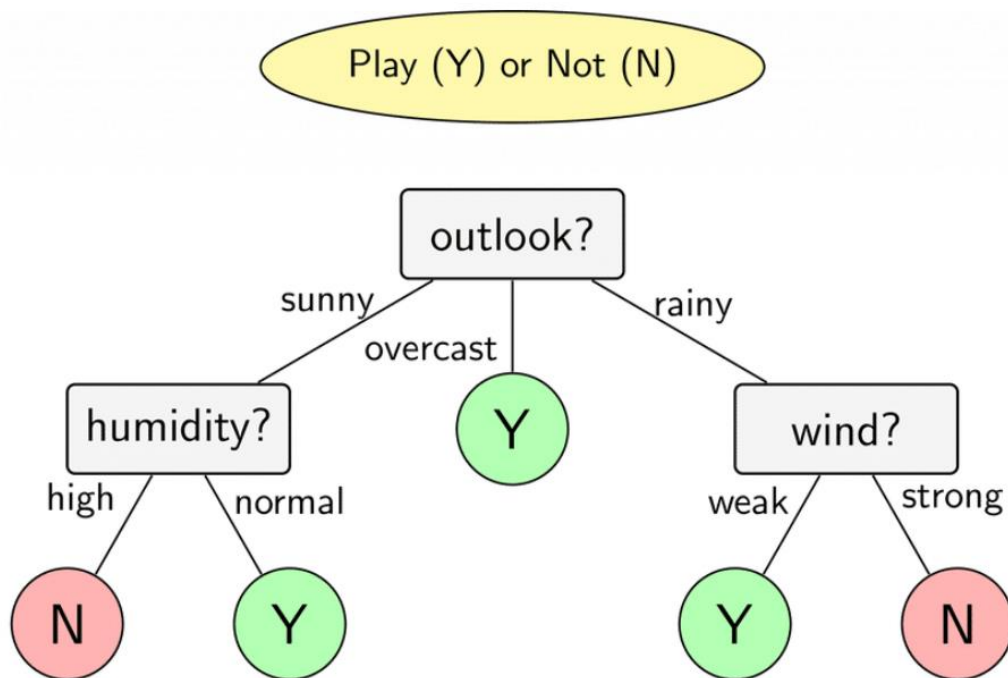 Play (Y) or Not (N)
outlook?
sunny
rainy
overcast
humidity?
Y
wind?
high
normal
weak
strong
N
Y
Y
N